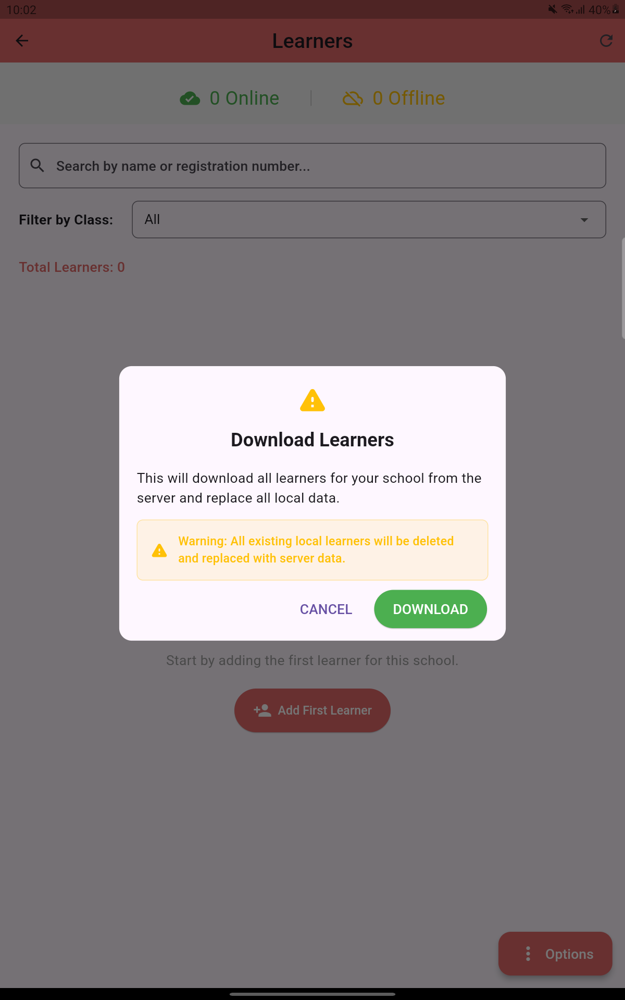 10:02
40%
Learners
0 Online
0 Offline
Search by name or registration number...
Filter by Class:
All
Total Learners: 0
Download Learners
This will download all learners for your school from the
server and replace all local data.
Warning: All existing local learners will be deleted
and replaced with server data.
CANCEL
DOWNLOAD
Start by adding the first learner for this school.
Add First Learner
Options